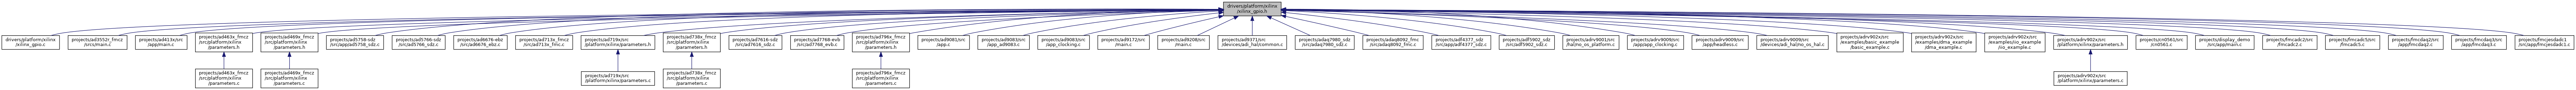 drivers/platform/xilinx
/xilinx_gpio.h
drivers/platform/xilinx
/xilinx_gpio.c
projects/ad3552r_fmcz
/srcs/main.c
projects/ad413x/src
/app/main.c
projects/ad463x_fmcz
/src/platform/xilinx
/parameters.h
projects/ad469x_fmcz
/src/platform/xilinx
/parameters.h
projects/ad5758-sdz
/src/app/ad5758_sdz.c
projects/ad5766-sdz
/src/ad5766_sdz.c
projects/ad6676-ebz
/src/ad6676_ebz.c
projects/ad713x_fmcz
/src/ad713x_fmc.c
projects/ad719x/src
/platform/xilinx/parameters.h
projects/ad738x_fmcz
/src/platform/xilinx
/parameters.h
projects/ad7616-sdz
/src/ad7616_sdz.c
projects/ad7768-evb
/src/ad7768_evb.c
projects/ad796x_fmcz
/src/platform/xilinx
/parameters.h
projects/ad9081/src
/app.c
projects/ad9083/src
/app_ad9083.c
projects/ad9083/src
/app_clocking.c
projects/ad9172/src
/main.c
projects/ad9208/src
/main.c
projects/ad9371/src
/devices/adi_hal/common.c
projects/adaq7980_sdz
/src/adaq7980_sdz.c
projects/adaq8092_fmc
/src/adaq8092_fmc.c
projects/adf4377_sdz
/src/app/adf4377_sdz.c
projects/adf5902_sdz
/src/adf5902_sdz.c
projects/adrv9001/src
/hal/no_os_platform.c
projects/adrv9009/src
/app/app_clocking.c
projects/adrv9009/src
/app/headless.c
projects/adrv9009/src
/devices/adi_hal/no_os_hal.c
projects/adrv902x/src
/examples/basic_example
/basic_example.c
projects/adrv902x/src
/examples/dma_example
/dma_example.c
projects/adrv902x/src
/examples/iio_example
/iio_example.c
projects/adrv902x/src
/platform/xilinx/parameters.h
projects/cn0561/src
/cn0561.c
projects/display_demo
/src/app/main.c
projects/fmcadc2/src
/fmcadc2.c
projects/fmcadc5/src
/fmcadc5.c
projects/fmcdaq2/src
/app/fmcdaq2.c
projects/fmcdaq3/src
/app/fmcdaq3.c
projects/fmcjesdadc1
/src/app/fmcjesdadc1.c
projects/ad463x_fmcz
/src/platform/xilinx
/parameters.c
projects/ad469x_fmcz
/src/platform/xilinx
/parameters.c
projects/ad719x/src
/platform/xilinx/parameters.c
projects/ad738x_fmcz
/src/platform/xilinx
/parameters.c
projects/ad796x_fmcz
/src/platform/xilinx
/parameters.c
projects/adrv902x/src
/platform/xilinx/parameters.c